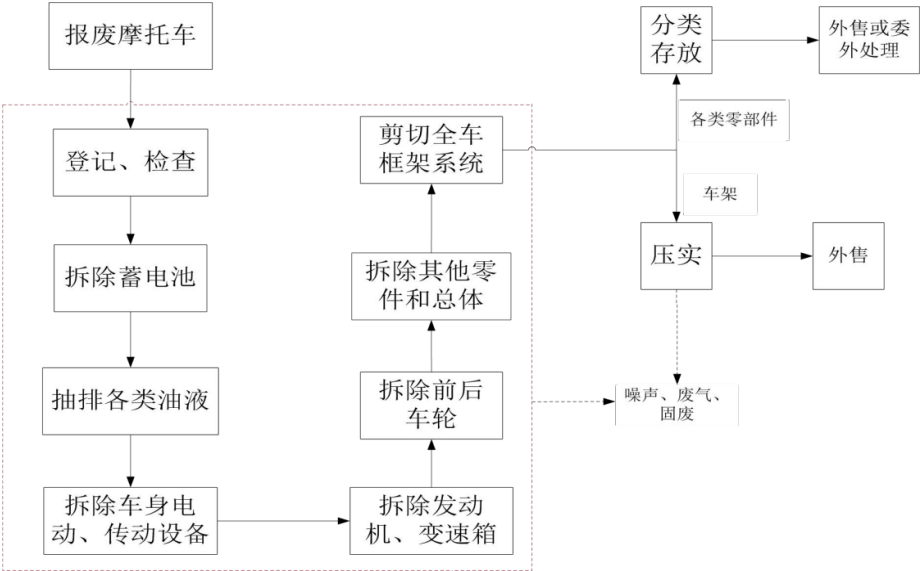 报废摩托车
登记、检查
拆除蓄电池
抽排各类油液
拆除车身电
动、传动设备
拆除发动
机、变速箱
拆除前后
车轮
拆除其他零
件和总体
剪切全车
框架系统
各类零部件
分类
存放
外售或委
外处理
车架
压实
外售
噪声、废气、
固废